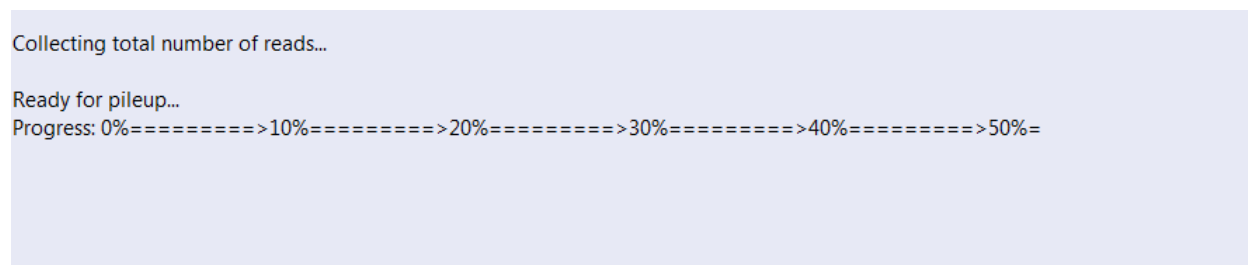 Collecting total number of reads...
Ready for pileup...
Progress: 0%=========>10%=========>20%=========>30%=========>40%=========>50%=